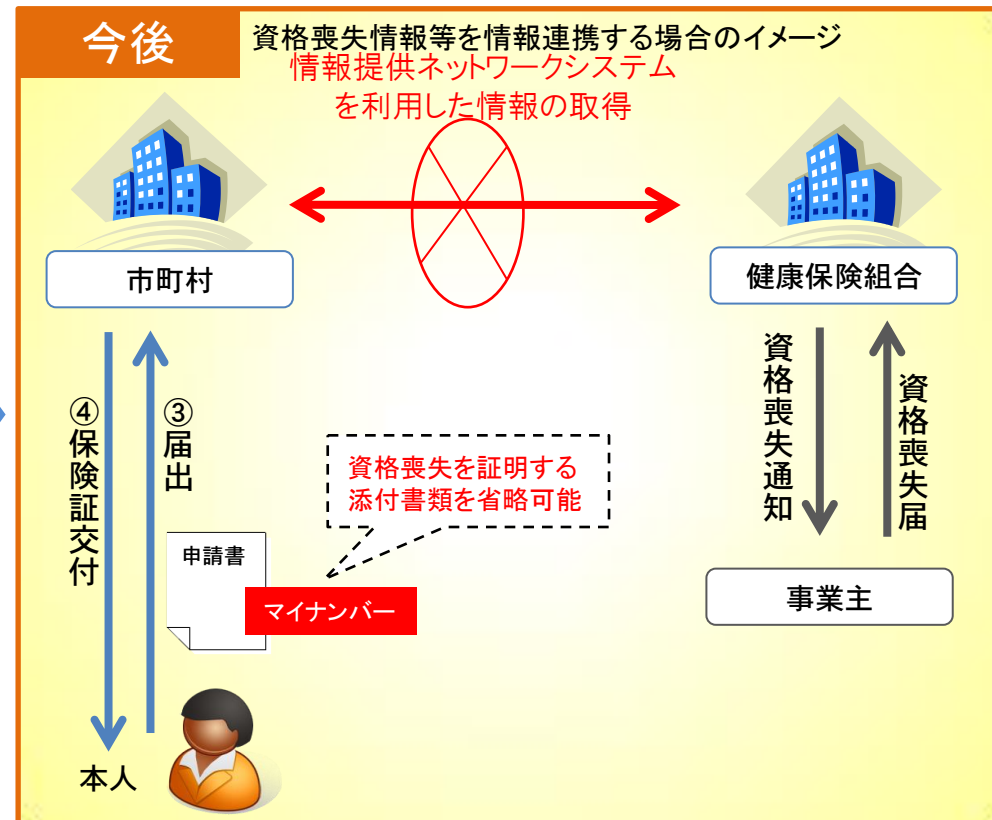 今後
資格喪失情報等を情報連携する場合のイメージ
情報提供ネットワークシステム
を利用した情報の取得
市町村
健康保険組合
④保険証交付
③届出
資格喪失を証明する
添付書類を省略可能
申請書
マイナンバー
資格喪失通知
資格喪失届
事業主
本人